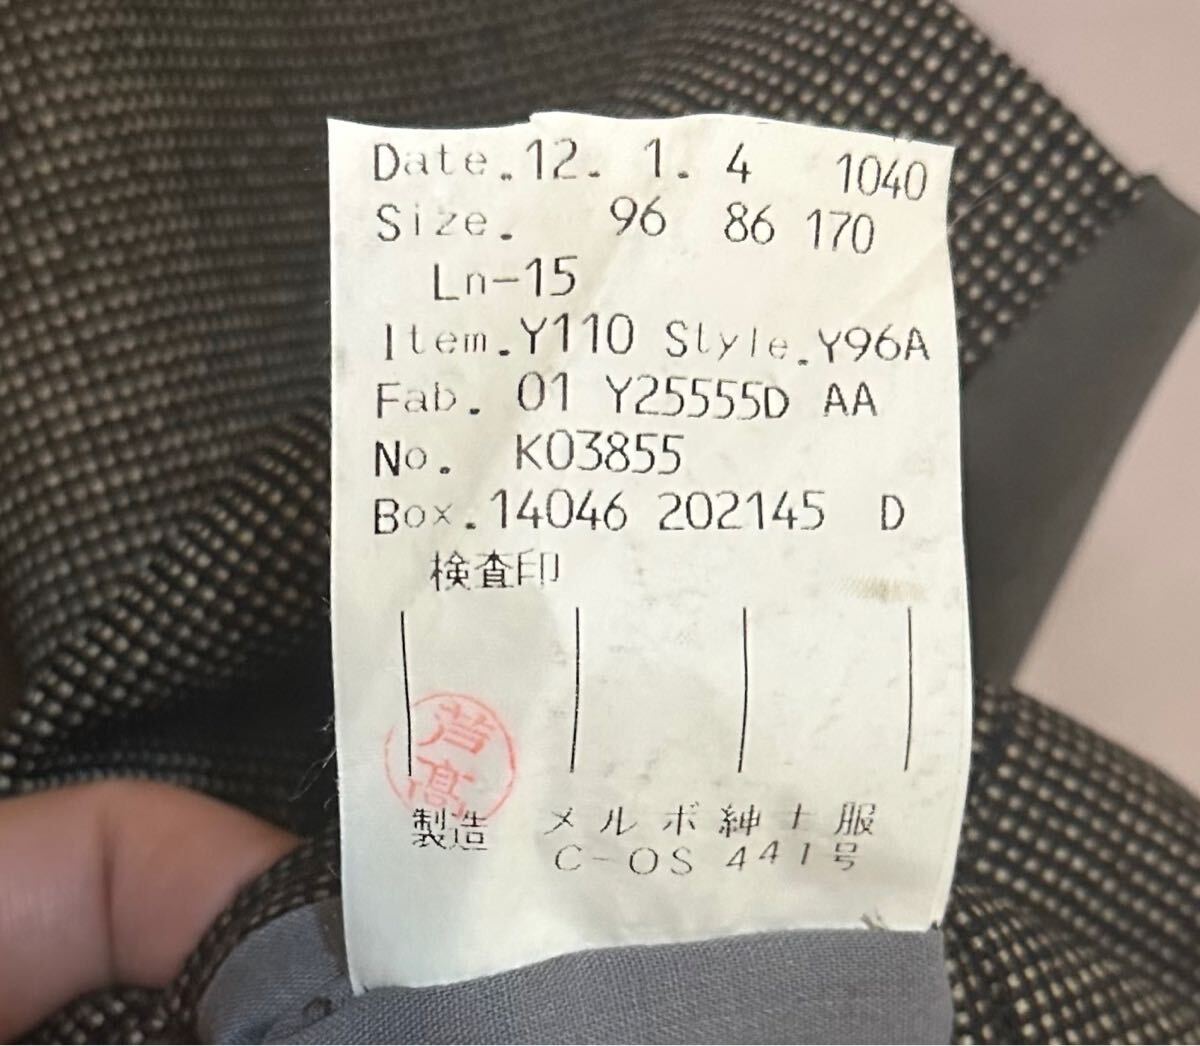 Date.12. 1. 4 1040
Size. 96 86 170
Ln-15
Item.Y110 Style.Y96A
Fab. 01 Y25555D AA
No. K03855
Box.14046 202145 D
検査印
芦高
製造 メルボ紳士服
C-OS 441号